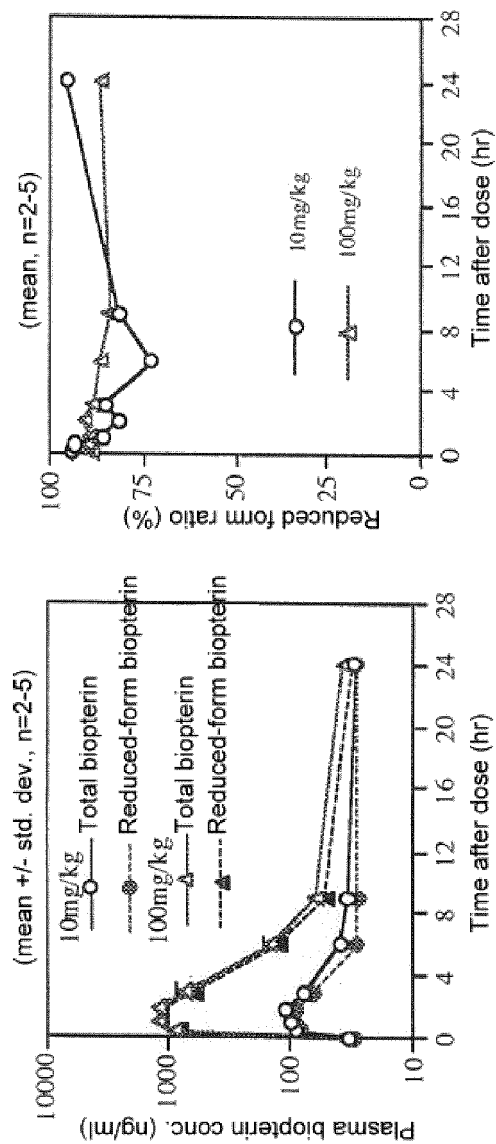 (mean +/- std. dev., n=2-5)
10mg/kg
Total biopterin
Reduced-form biopterin
100mg/kg
Total biopterin
Reduced-form biopterin
Plasma biopterin conc. (ng/ml)
10000
1000
100
10
0 4 8 12 16 20 24 28
Time after dose (hr)
(mean, n=2-5)
Reduced form ratio (%)
100
75
50
25
0
10mg/kg
100mg/kg
0 4 8 12 16 20 24 28
Time after dose (hr)